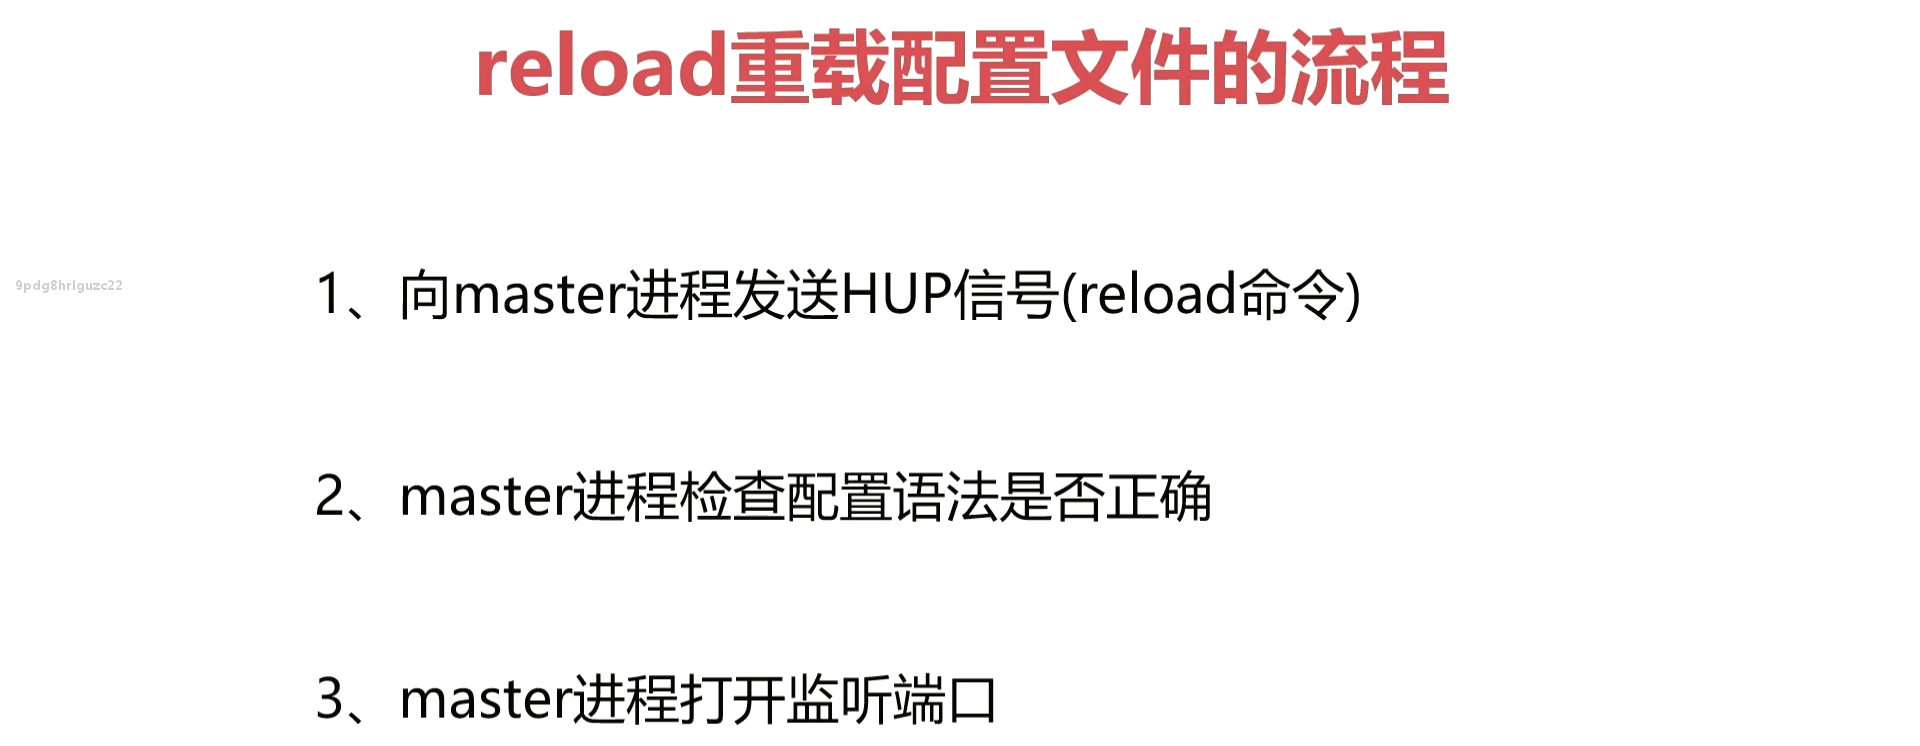 reload重载配置文件的流程
9pdg8hrlguzc22
1、向master进程发送HUP信号(reload命令)
2、master进程检查配置语法是否正确
3、master进程打开监听端口